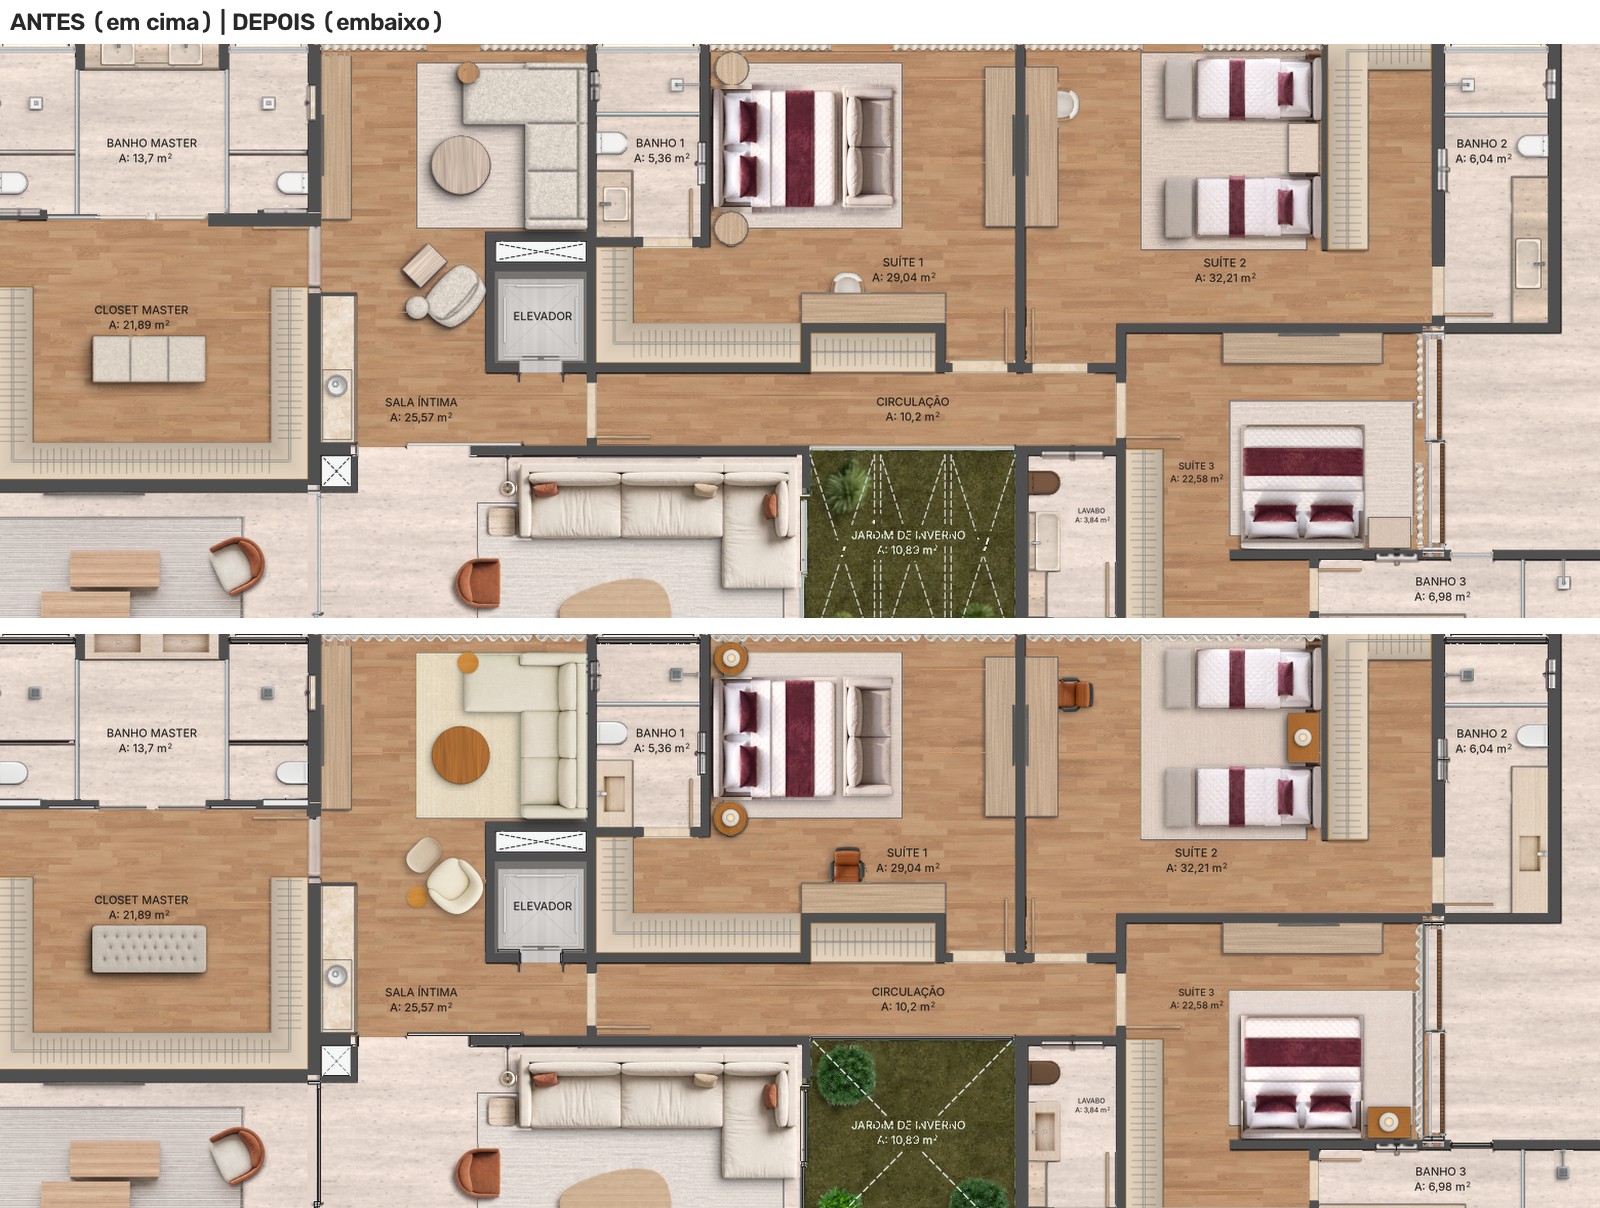 ANTES (em cima) | DEPOIS (embaixo)
BANHO MASTER
A: 13,7 m²
BANHO 1
A: 5,36 m²
BANHO 2
A: 6,04 m²
SUÍTE 1
A: 29,04 m²
SUÍTE 2
A: 32,21 m²
CLOSET MASTER
A: 21,89 m²
ELEVADOR
SALA ÍNTIMA
A: 25,57 m²
CIRCULAÇÃO
A: 10,2 m²
SUÍTE 3
A: 22,58 m²
LAVABO
A: 3,84 m²
JARDIM DE INVERNO
A: 10,83 m²
BANHO 3
A: 6,98 m²
BANHO MASTER
A: 13,7 m²
BANHO 1
A: 5,36 m²
BANHO 2
A: 6,04 m²
SUÍTE 1
A: 29,04 m²
SUÍTE 2
A: 32,21 m²
CLOSET MASTER
A: 21,89 m²
ELEVADOR
SALA ÍNTIMA
A: 25,57 m²
CIRCULAÇÃO
A: 10,2 m²
SUÍTE 3
A: 22,58 m²
LAVABO
A: 3,84 m²
JARDIM DE INVERNO
A: 10,83 m²
BANHO 3
A: 6,98 m²